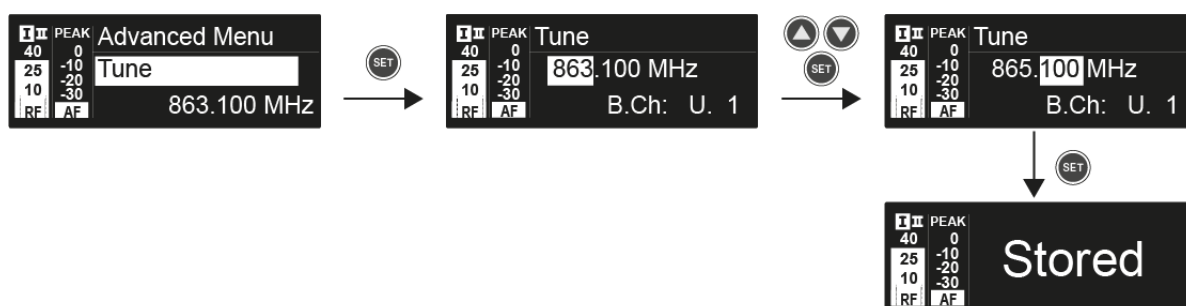 I II PEAK Advanced Menu
40 0
25 -10 Tune
-20
10 -30
RF AF 863.100 MHz
SET
I II PEAK Tune
40 0
25 -10 863.100 MHz
-20
10 -30
RF AF B.Ch: U. 1
SET
I II PEAK Tune
40 0
25 -10 865.100 MHz
-20
10 -30
RF AF B.Ch: U. 1
SET
I II PEAK
40 0
25 -10 Stored
-20
10 -30
RF AF